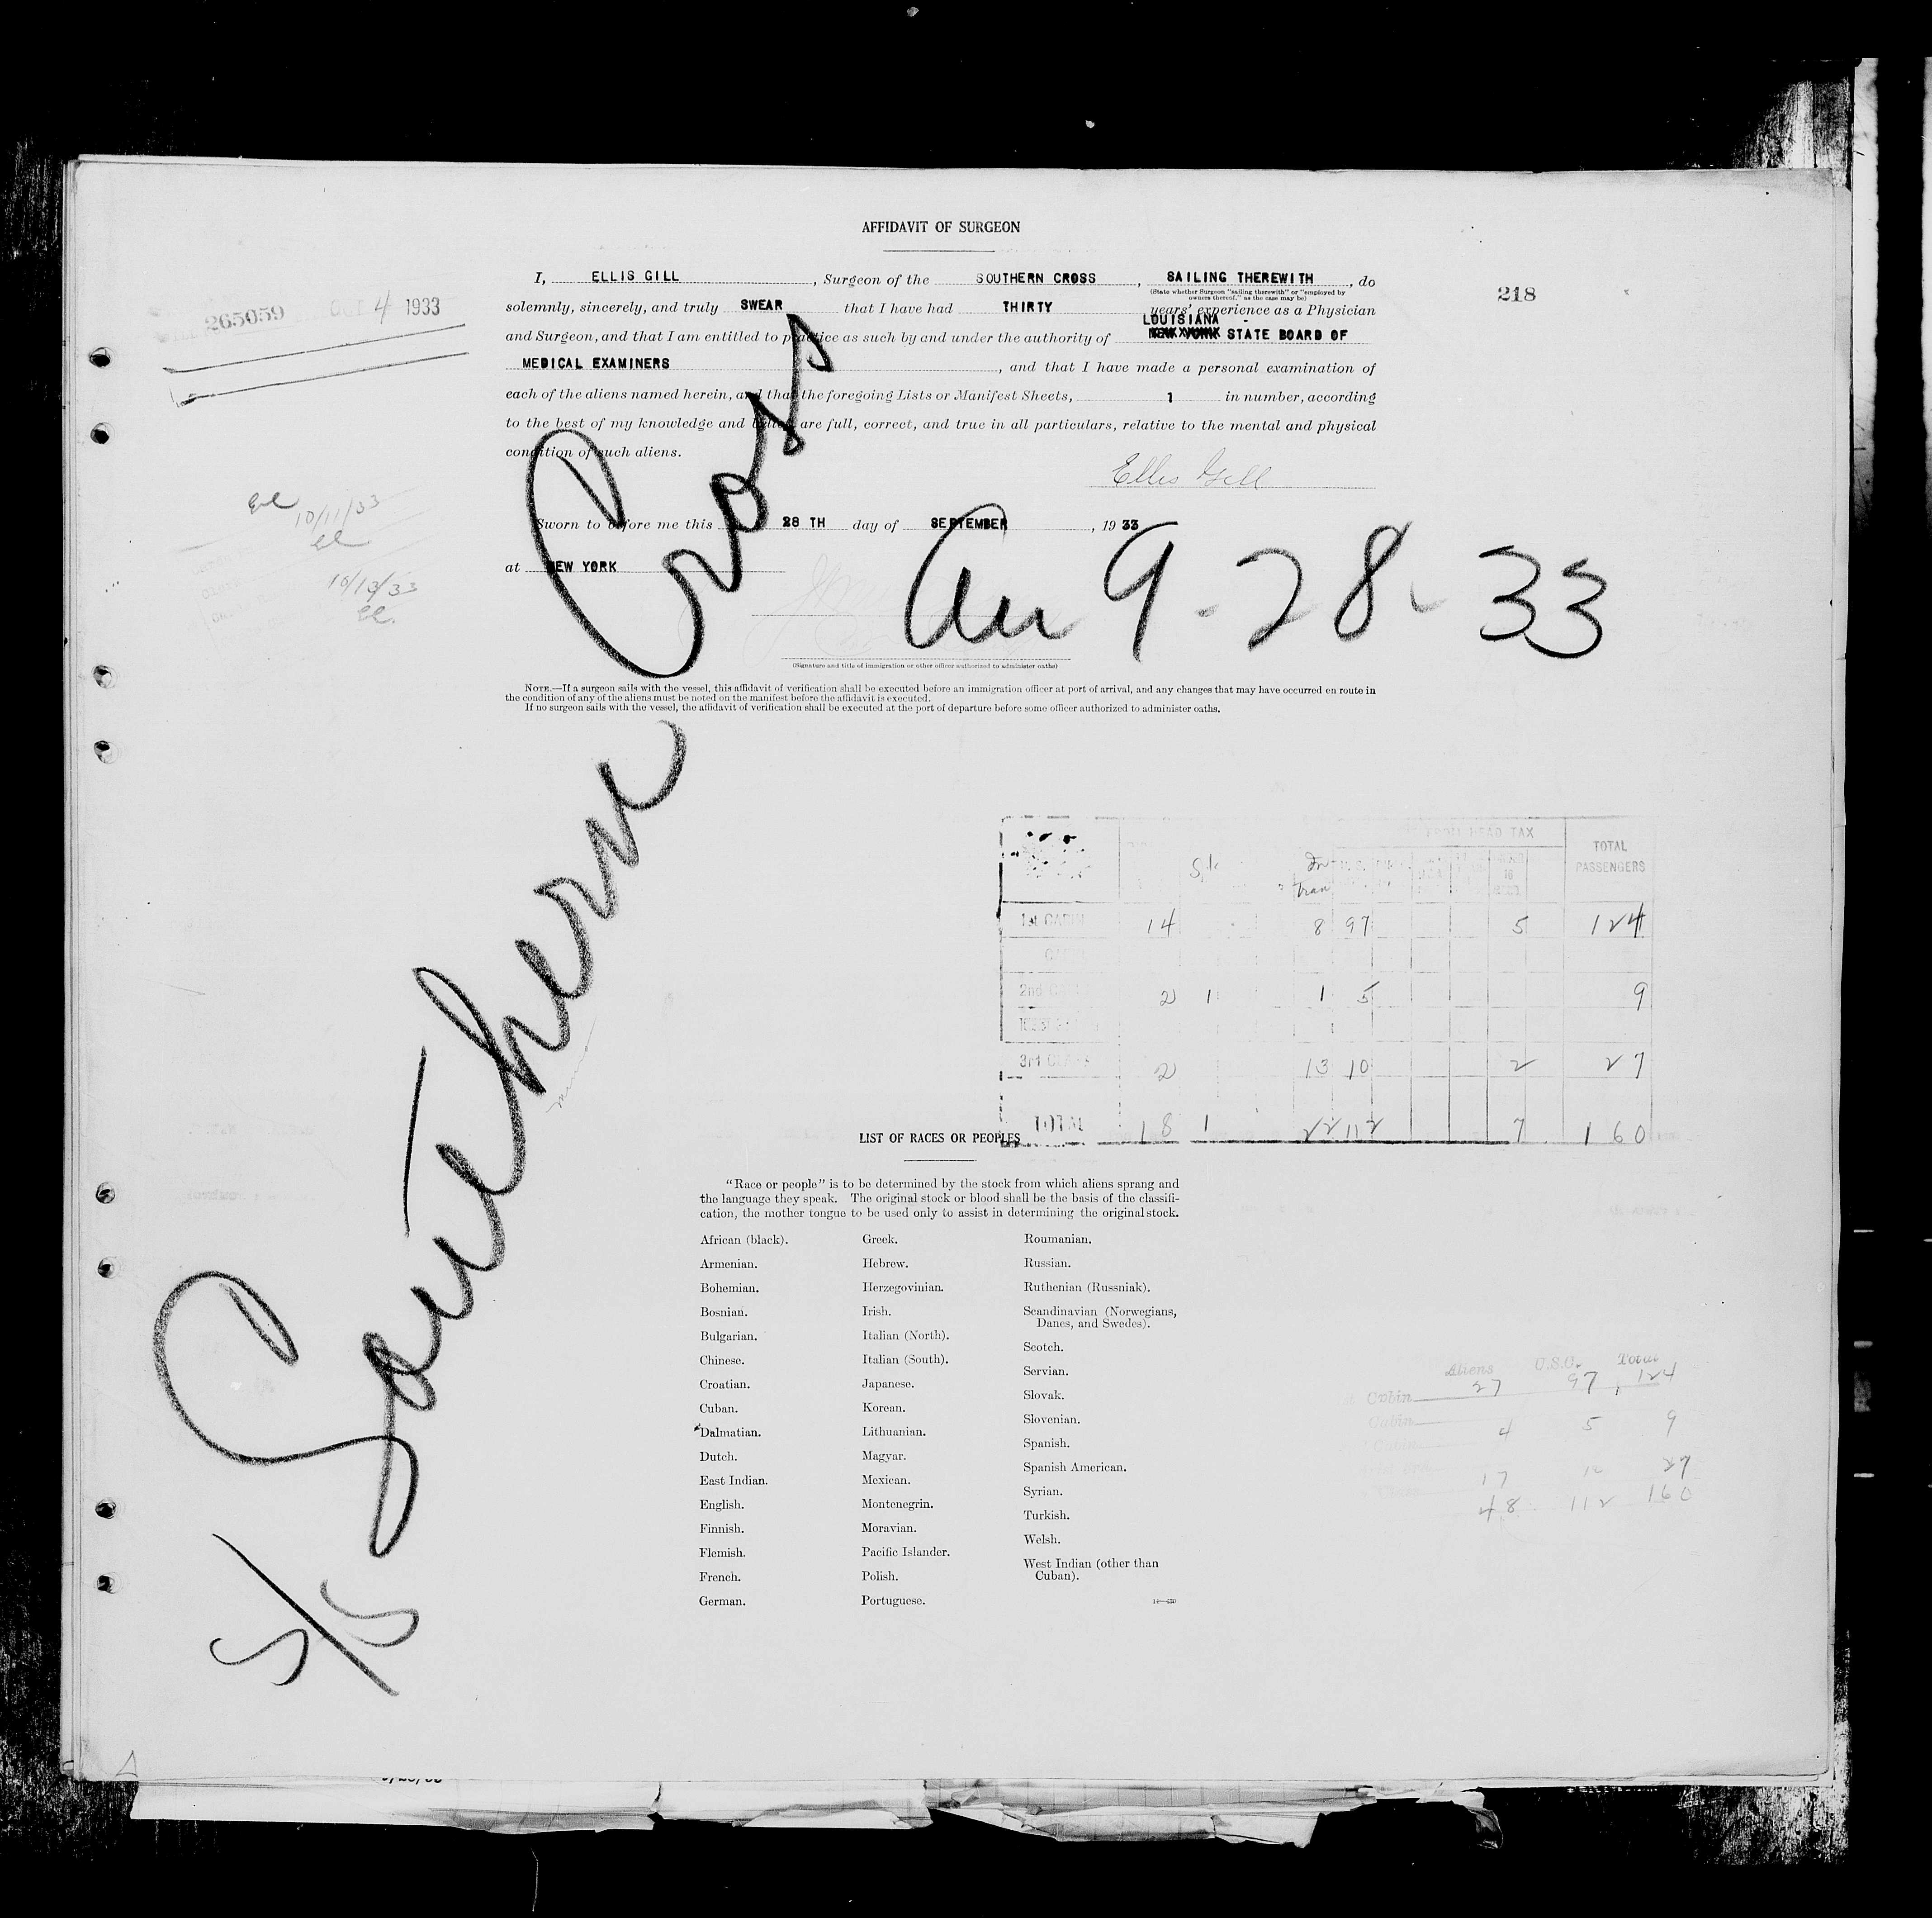 AFFIDAVIT OF SURGEON
I, ELLIS GILL, Surgeon of the SOUTHERN CROSS, SAILING THEREWITH, do
(State whether Surgeon "sailing therewith" or "employed by owners thereof," as the case may be)
218
265059 OCT 4 1933
solemnly, sincerely, and truly SWEAR that I have had THIRTY years' experience as a Physician
LOUISIANA
and Surgeon, and that I am entitled to practice as such by and under the authority of NEW YORK STATE BOARD OF
MEDICAL EXAMINERS, and that I have made a personal examination of
each of the aliens named herein, and that the foregoing Lists or Manifest Sheets, 1 in number, according
to the best of my knowledge and belief, are full, correct, and true in all particulars, relative to the mental and physical
condition of such aliens.
Ellis Gill
10/11/33
10/13/33
Sworn to before me this 28 TH day of SEPTEMBER, 1933
at NEW YORK
9-28-33
(Signature and title of immigration or other officer authorized to administer oaths)
NOTE.—If a surgeon sails with the vessel, this affidavit of verification shall be executed before an immigration officer at port of arrival, and any changes that may have occurred en route in
the condition of any of the aliens must be noted on the manifest before the affidavit is executed.
If no surgeon sails with the vessel, the affidavit of verification shall be executed at the port of departure before some officer authorized to administer oaths.
S/S Southern Cross
HEAD TAX
TOTAL PASSENGERS
In Tran U.S.
1st CABIN 14 8 97 5 124
2nd 2 1 1 5 9
3rd CLASS 2 13 10 2 27
TOTAL 18 1 22 112 7 160
LIST OF RACES OR PEOPLES
"Race or people" is to be determined by the stock from which aliens sprang and
the language they speak. The original stock or blood shall be the basis of the classifi-
cation, the mother tongue to be used only to assist in determining the original stock.
African (black).
Armenian.
Bohemian.
Bosnian.
Bulgarian.
Chinese.
Croatian.
Cuban.
Dalmatian.
Dutch.
East Indian.
English.
Finnish.
Flemish.
French.
German.
Greek.
Hebrew.
Herzegovinian.
Irish.
Italian (North).
Italian (South).
Japanese.
Korean.
Lithuanian.
Magyar.
Mexican.
Montenegrin.
Moravian.
Pacific Islander.
Polish.
Portuguese.
Roumanian.
Russian.
Ruthenian (Russniak).
Scandinavian (Norwegians,
Danes, and Swedes).
Scotch.
Servian.
Slovak.
Slovenian.
Spanish.
Spanish American.
Syrian.
Turkish.
Welsh.
West Indian (other than
Cuban).
Aliens U.S.C. Total
Cabin 27 97 124
Cabin 4 5 9
17 10 27
48 112 160